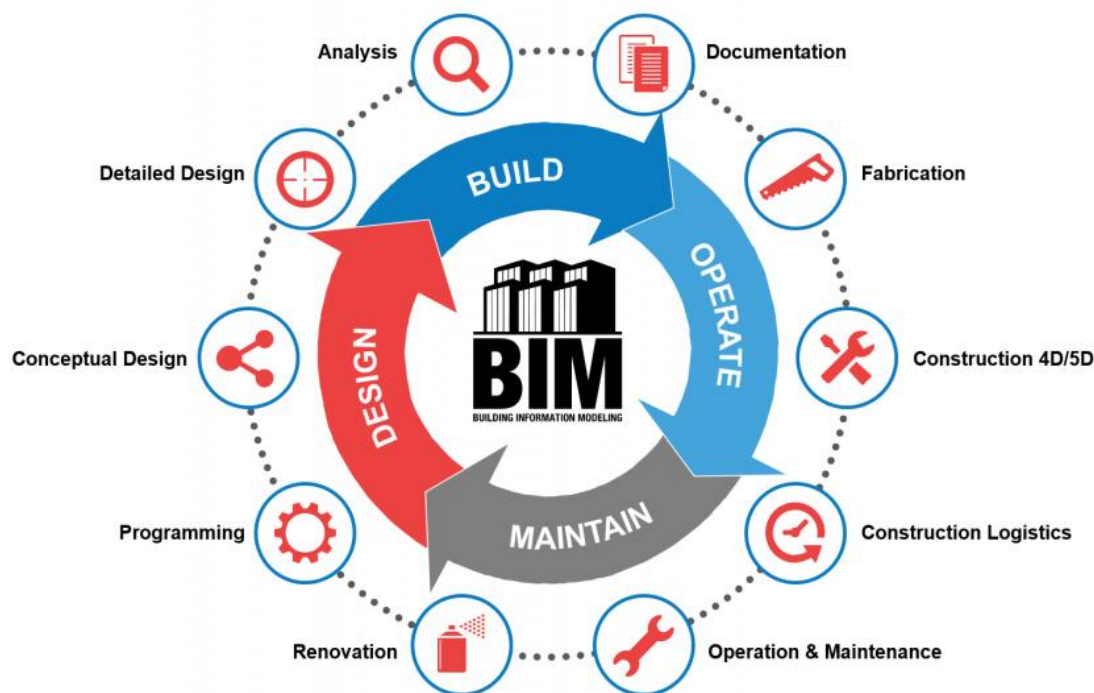 Analysis
Documentation
Detailed Design
Fabrication
Conceptual Design
Construction 4D/5D
Programming
Construction Logistics
Renovation
Operation & Maintenance
BUILD
OPERATE
MAINTAIN
DESIGN
BIM
BUILDING INFORMATION MODELING